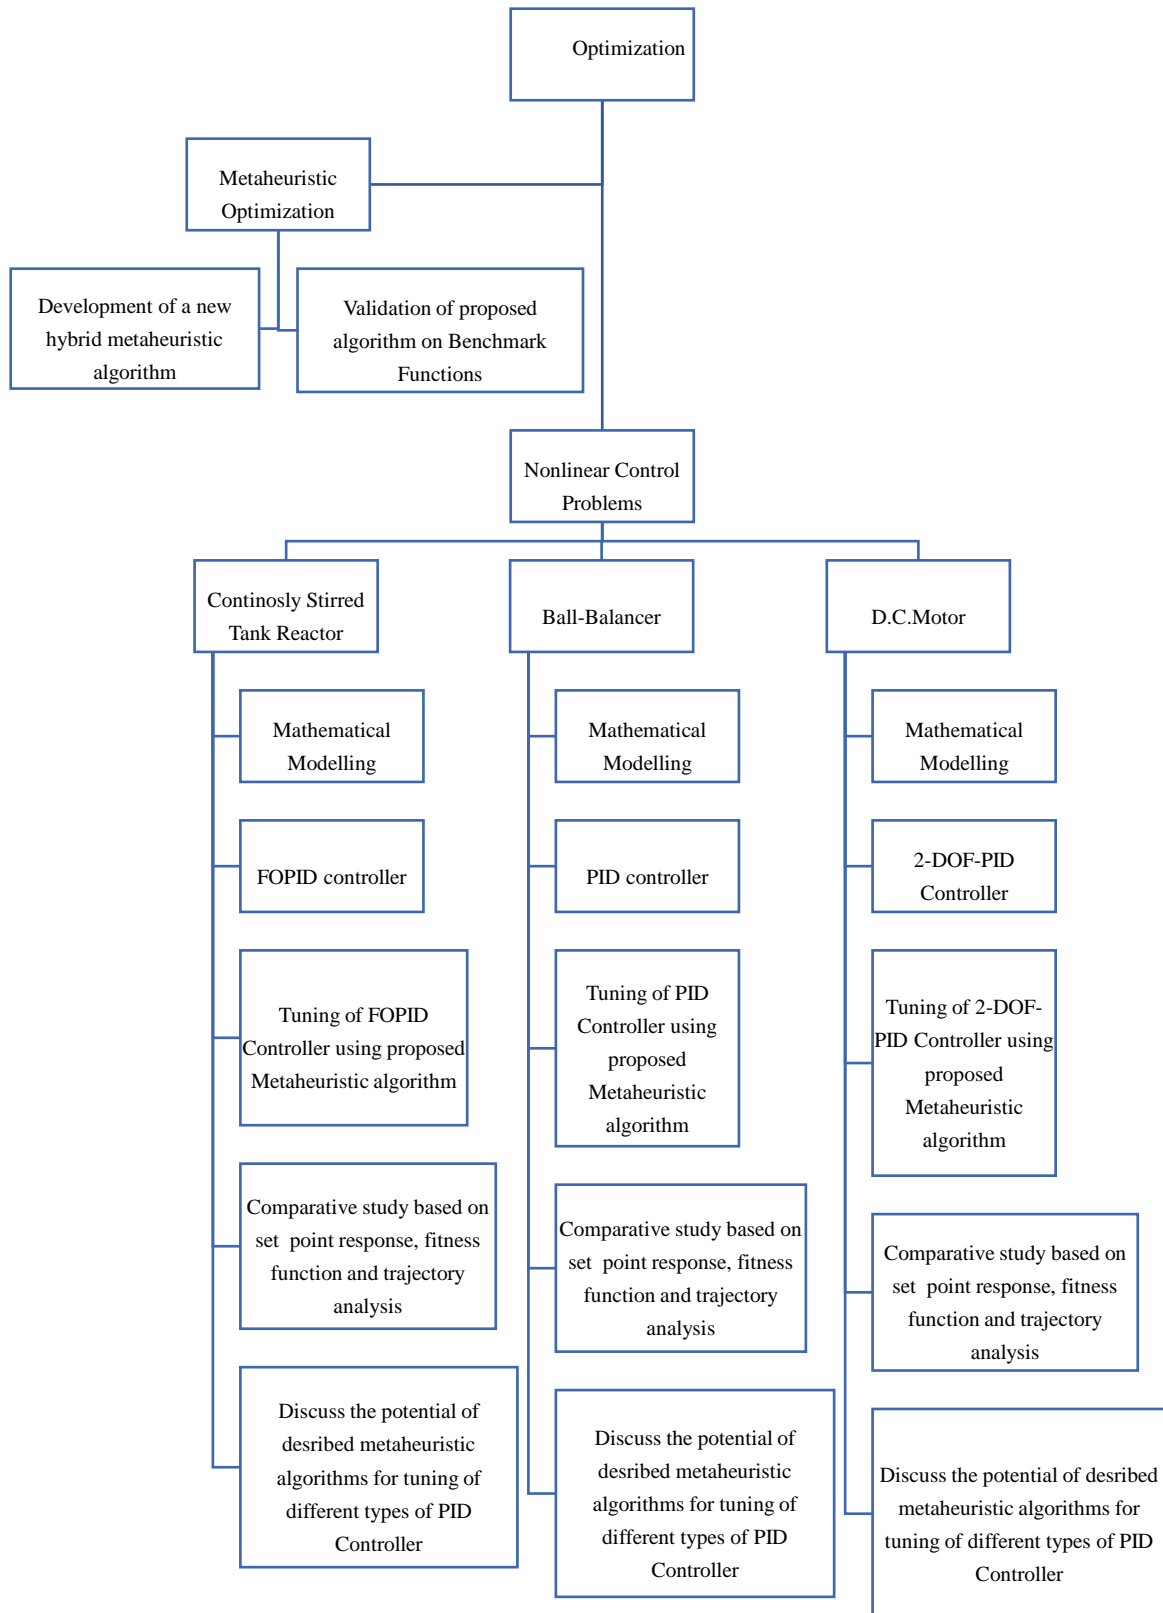 Optimization
Metaheuristic
Optimization
Development of a new
hybrid metaheuristic
algorithm
Validation of proposed
algorithm on Benchmark
Functions
Nonlinear Control
Problems
Continosly Stirred
Tank Reactor
Mathematical
Modelling
FOPID controller
Tuning of FOPID
Controller using proposed
Metaheuristic algorithm
Comparative study based on
set point response, fitness
function and trajectory
analysis
Discuss the potential of
desribed metaheuristic
algorithms for tuning of
different types of PID
Controller
Ball-Balancer
Mathematical
Modelling
PID controller
Tuning of PID
Controller using
proposed
Metaheuristic
algorithm
Comparative study based on
set point response, fitness
function and trajectory
analysis
Discuss the potential of
desribed metaheuristic
algorithms for tuning of
different types of PID
Controller
D.C.Motor
Mathematical
Modelling
2-DOF-PID
Controller
Tuning of 2-DOF-
PID Controller using
proposed
Metaheuristic
algorithm
Comparative study based on
set point response, fitness
function and trajectory
analysis
Discuss the potential of desribed
metaheuristic algorithms for
tuning of different types of PID
Controller